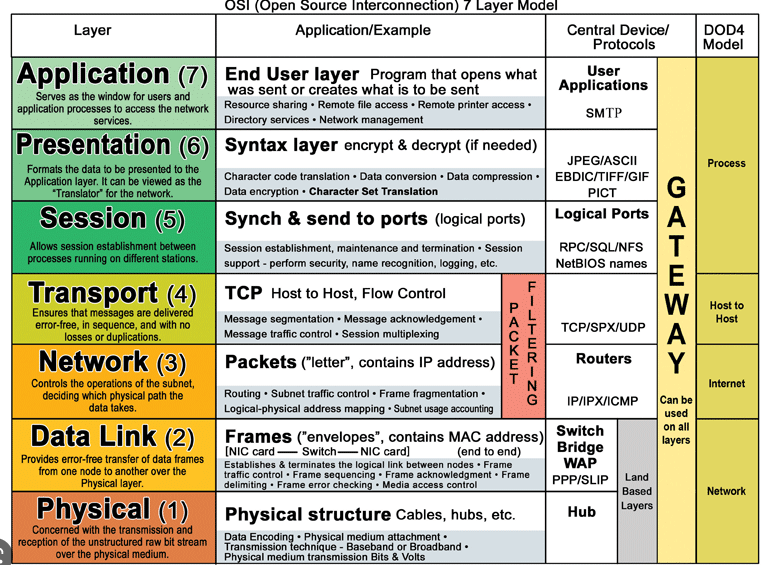 OSI (Open Source Interconnection) 7 Layer Model
Layer
Application/Example
Central Device/
Protocols
DOD4
Model
Application (7)
Serves as the window for users and
application processes to access the network
services.
End User layer Program that opens what
was sent or creates what is to be sent
Resource sharing • Remote file access • Remote printer access •
Directory services • Network management
User
Applications
SMTP
Presentation (6)
Formats the data to be presented to the
Application layer. It can be viewed as the
"Translator" for the network.
Syntax layer encrypt & decrypt (if needed)
Character code translation • Data conversion • Data compression •
Data encryption • Character Set Translation
JPEG/ASCII
EBDIC/TIFF/GIF
PICT
Process
Session (5)
Allows session establishment between
processes running on different stations.
Synch & send to ports (logical ports)
Session establishment, maintenance and termination • Session
support - perform security, name recognition, logging, etc.
Logical Ports
RPC/SQL/NFS
NetBIOS names
Transport (4)
Ensures that messages are delivered
error-free, in sequence, and with no
losses or duplications.
TCP Host to Host, Flow Control
Message segmentation • Message acknowledgement •
Message traffic control • Session multiplexing
PACKET
FILTERING
TCP/SPX/UDP
Host to
Host
Network (3)
Controls the operations of the subnet,
deciding which physical path the
data takes.
Packets ("letter", contains IP address)
Routing • Subnet traffic control • Frame fragmentation •
Logical-physical address mapping • Subnet usage accounting
Routers
IP/IPX/ICMP
Internet
GATEWAY
Can be
used
on all
layers
Data Link (2)
Provides error-free transfer of data frames
from one node to another over the
Physical layer.
Frames ("envelopes", contains MAC address)
[NIC card — Switch — NIC card] (end to end)
Establishes & terminates the logical link between nodes • Frame
traffic control • Frame sequencing • Frame acknowledgment • Frame
delimiting • Frame error checking • Media access control
Switch
Bridge
WAP
PPP/SLIP
Land
Based
Layers
Network
Physical (1)
Concerned with the transmission and
reception of the unstructured raw bit stream
over the physical medium.
Physical structure Cables, hubs, etc.
Data Encoding • Physical medium attachment •
Transmission technique - Baseband or Broadband •
Physical medium transmission Bits & Volts
Hub